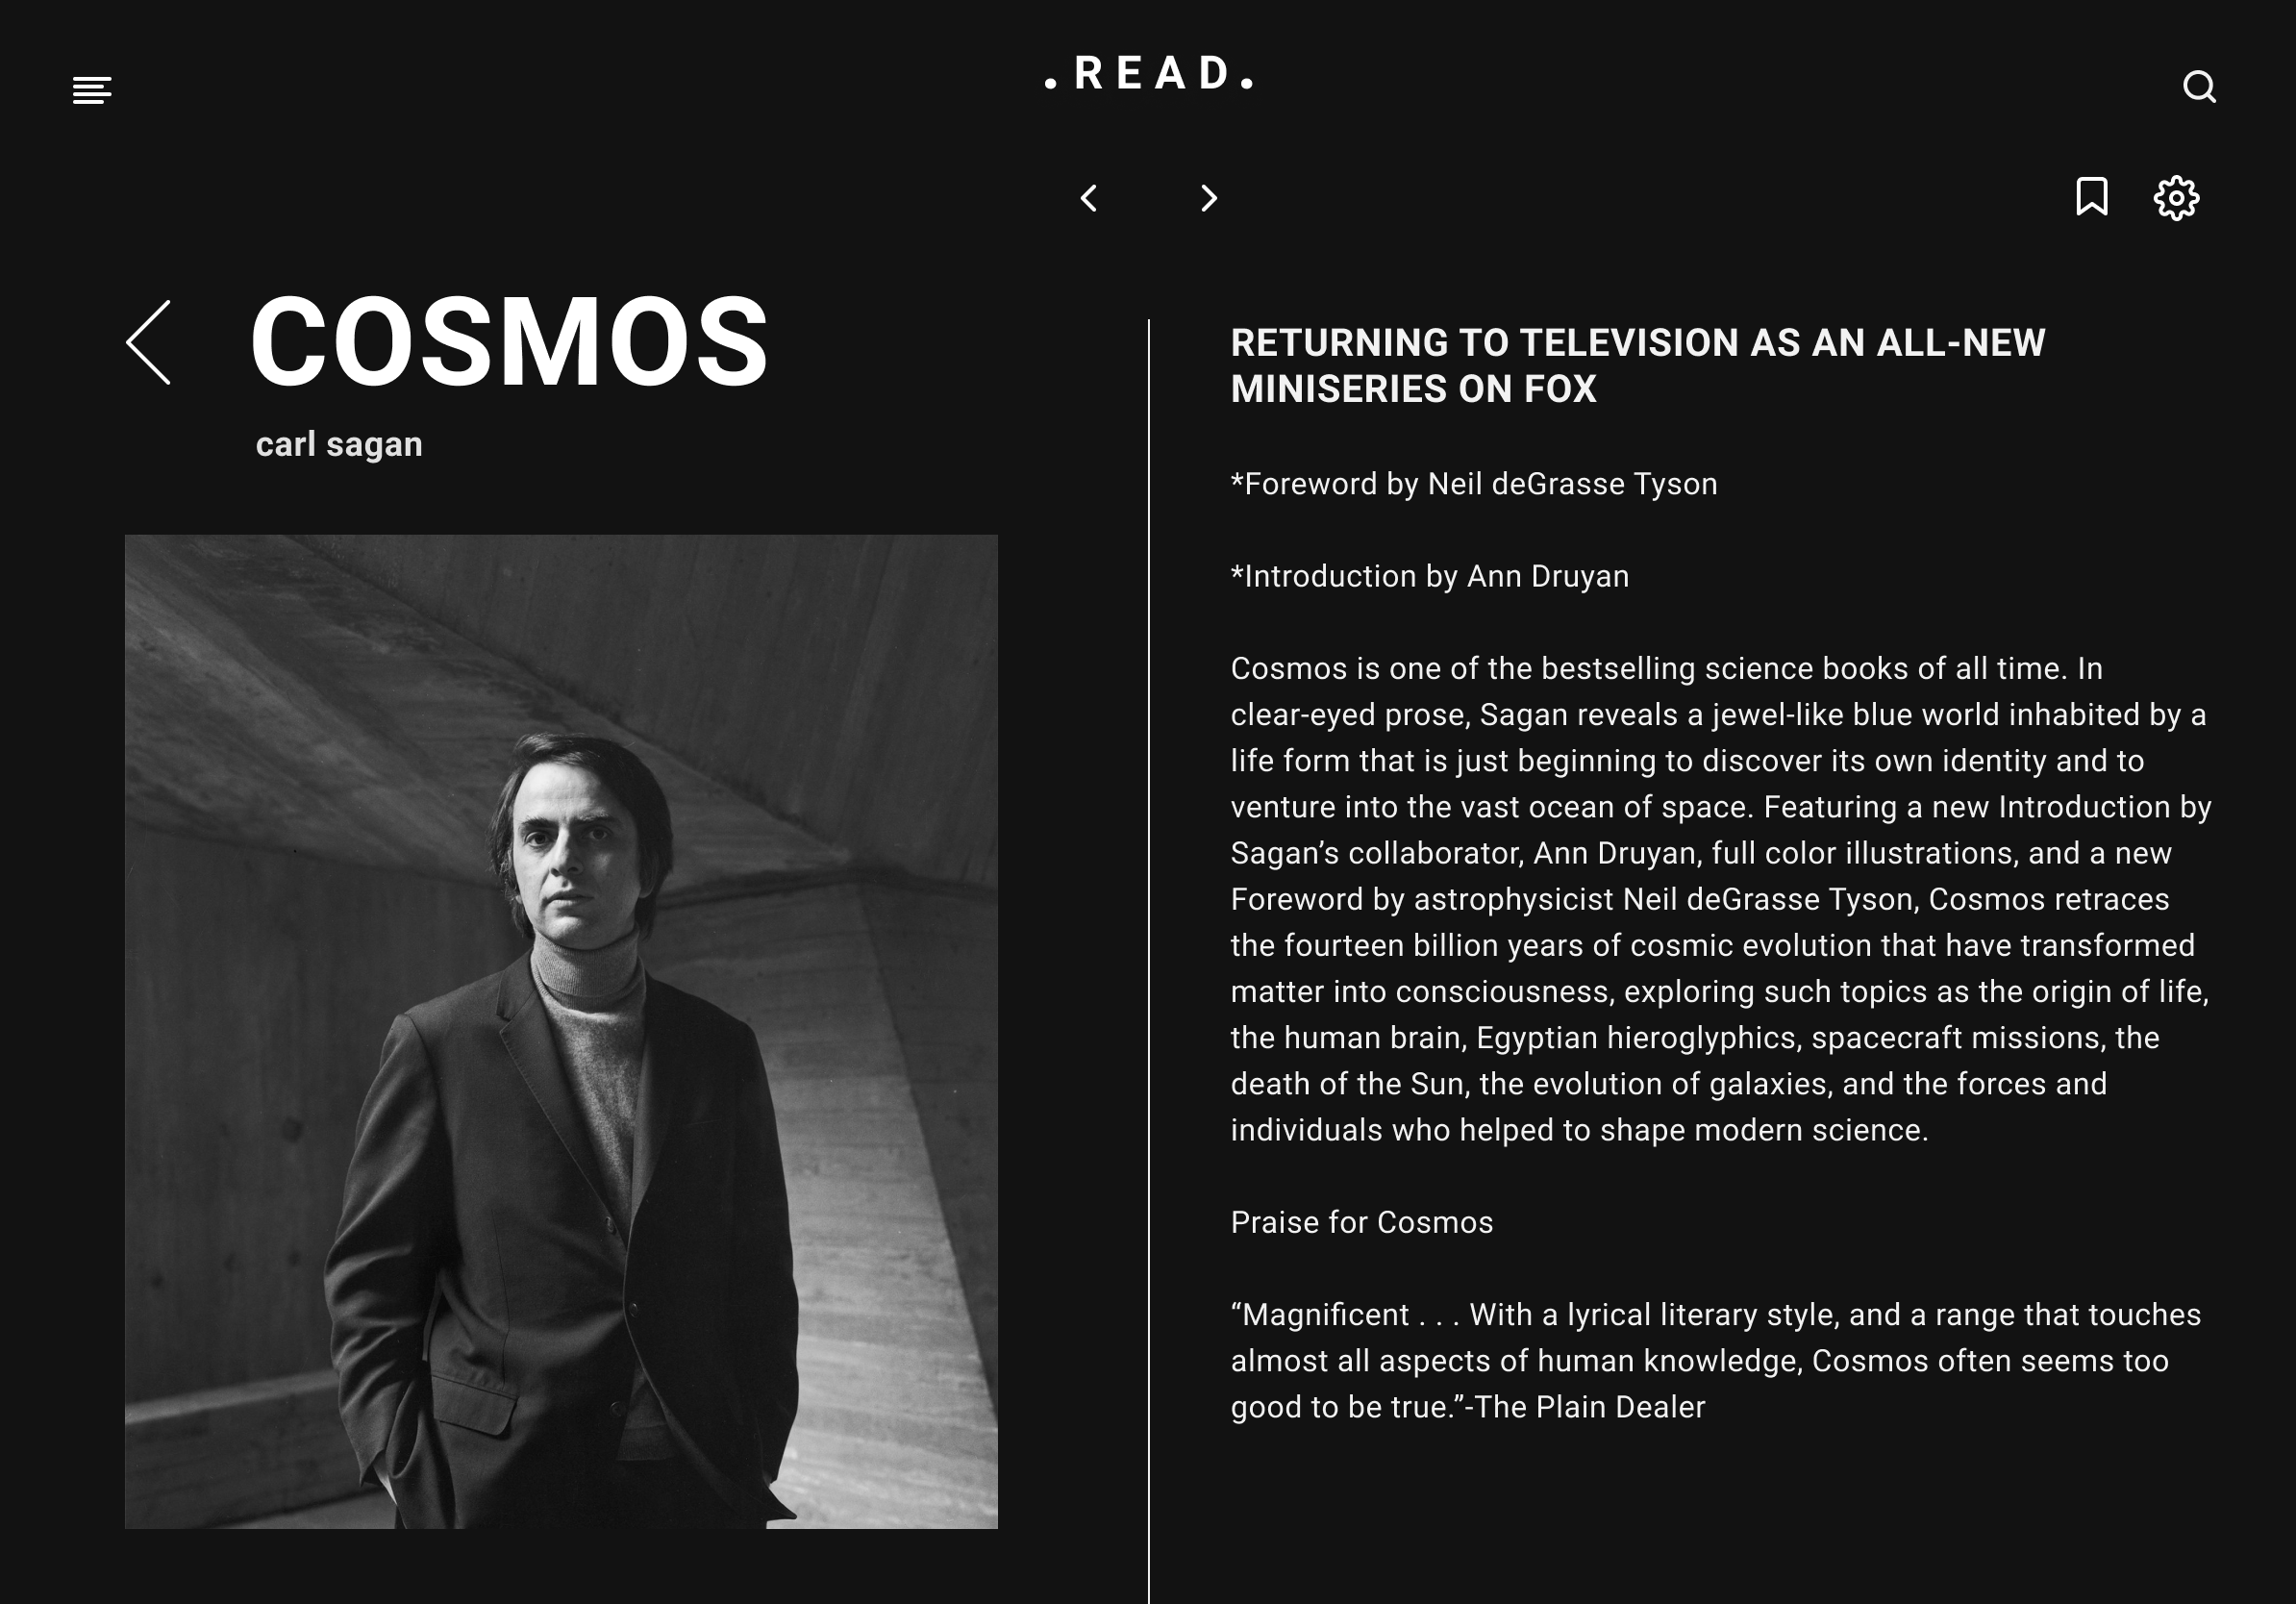 .READ.
COSMOS
carl sagan
RETURNING TO TELEVISION AS AN ALL-NEW
MINISERIES ON FOX
*Foreword by Neil deGrasse Tyson
*Introduction by Ann Druyan
Cosmos is one of the bestselling science books of all time. In
clear-eyed prose, Sagan reveals a jewel-like blue world inhabited by a
life form that is just beginning to discover its own identity and to
venture into the vast ocean of space. Featuring a new Introduction by
Sagan’s collaborator, Ann Druyan, full color illustrations, and a new
Foreword by astrophysicist Neil deGrasse Tyson, Cosmos retraces
the fourteen billion years of cosmic evolution that have transformed
matter into consciousness, exploring such topics as the origin of life,
the human brain, Egyptian hieroglyphics, spacecraft missions, the
death of the Sun, the evolution of galaxies, and the forces and
individuals who helped to shape modern science.
Praise for Cosmos
“Magnificent . . . With a lyrical literary style, and a range that touches
almost all aspects of human knowledge, Cosmos often seems too
good to be true.”-The Plain Dealer